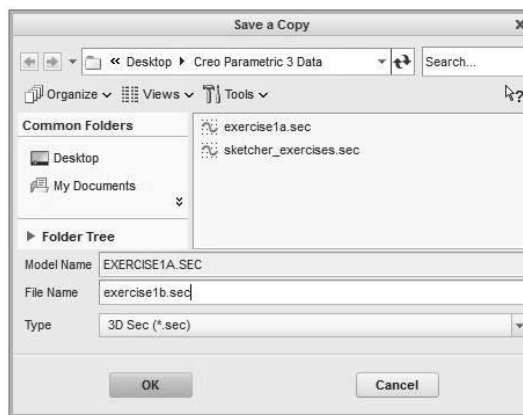 Save a Copy X
« Desktop Creo Parametric 3 Data Search...
Organize Views Tools ?
Common Folders
Desktop
My Documents
Folder Tree
exercise1a.sec
sketcher_exercises.sec
Model Name EXERCISE1A.SEC
File Name exercise1b.sec
Type 3D Sec (*.sec)
OK Cancel